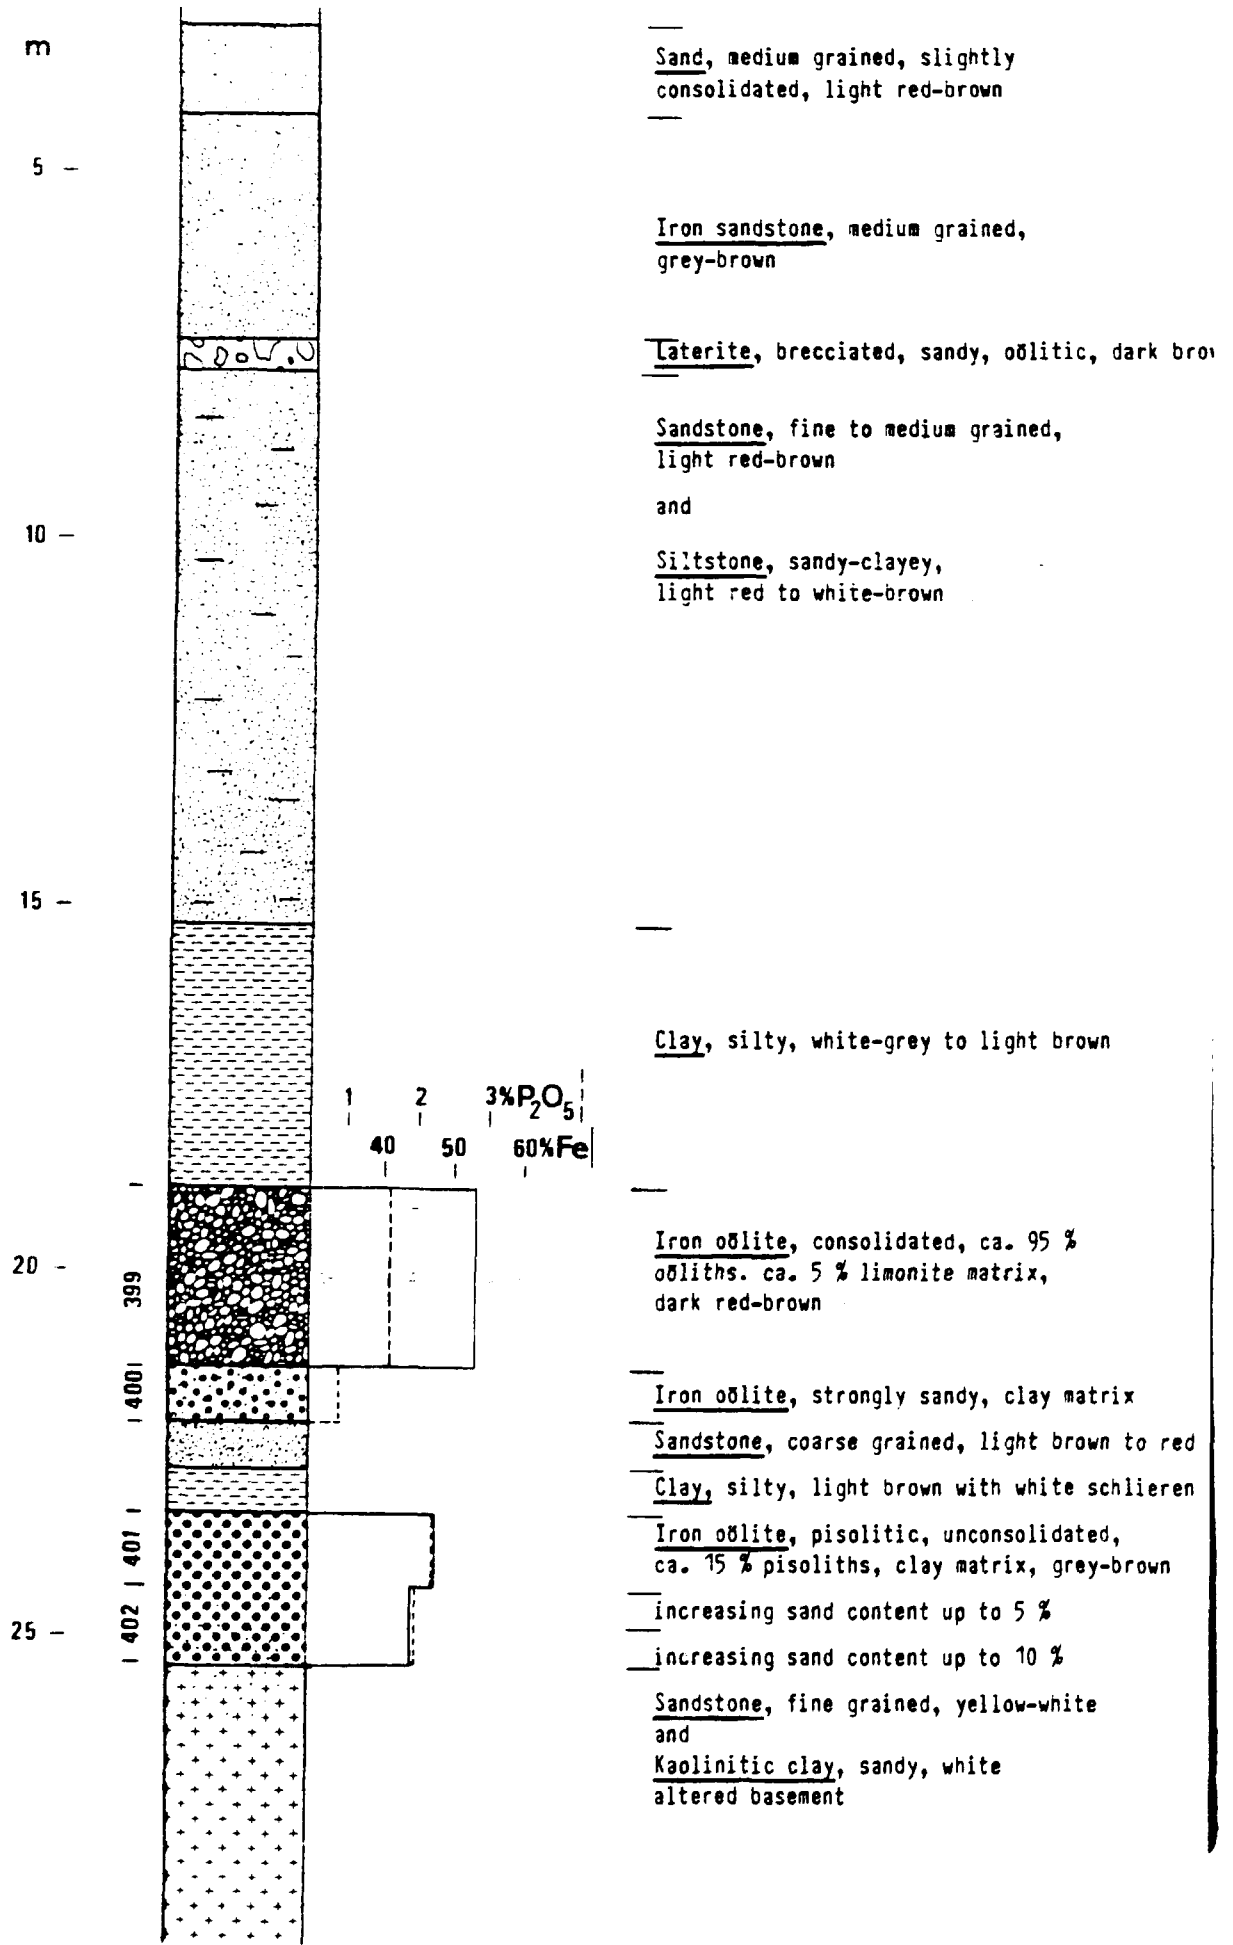 m
Sand, medium grained, slightly
consolidated, light red-brown
5
Iron sandstone, medium grained,
grey-brown
Laterite, brecciated, sandy, oölitic, dark
Sandstone, fine to medium grained,
light red-brown
and
10
Siltstone, sandy-clayey,
light red to white-brown
15
Clay, silty, white-grey to light brown
1 2 3%P2O5
40 50 60%Fe
20
399
Iron oölite, consolidated, ca. 95 %
oöliths. ca. 5 % limonite matrix,
dark red-brown
400
Iron oölite, strongly sandy, clay matrix
Sandstone, coarse grained, light brown to red
Clay, silty, light brown with white schlieren
401
Iron oölite, pisolitic, unconsolidated,
ca. 15 % pisoliths, clay matrix, grey-brown
402
increasing sand content up to 5 %
25
increasing sand content up to 10 %
Sandstone, fine grained, yellow-white
and
Kaolinitic clay, sandy, white
altered basement